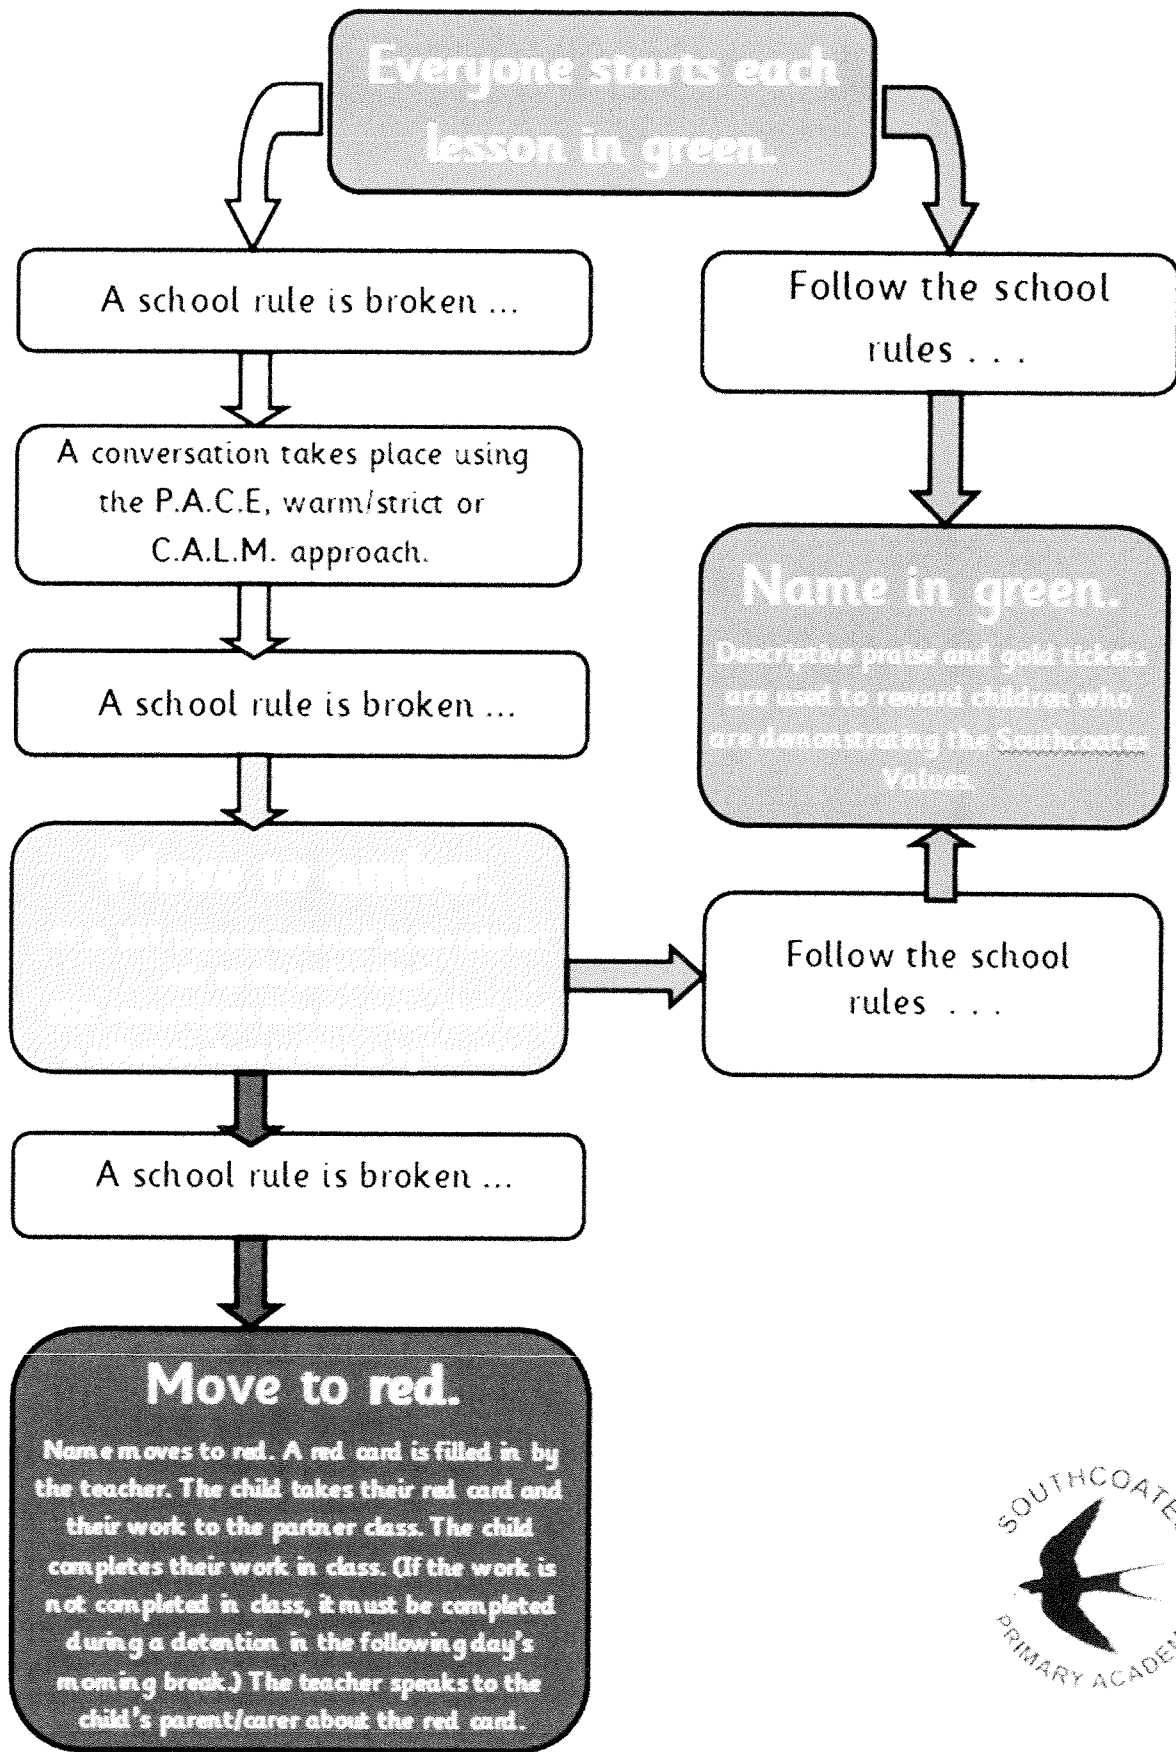 Everyone starts each
lesson in green.
A school rule is broken ...
Follow the school
rules . . .
A conversation takes place using
the P.A.C.E, warm/strict or
C.A.L.M. approach.
Name in green.
Descriptive praise and gold tickets
are used to reward children who
are demonstrating the Southcoates
Values.
A school rule is broken ...
Move to amber
Follow the school
rules . . .
A school rule is broken ...
Move to red.
Name moves to red. A red card is filled in by
the teacher. The child takes their red card and
their work to the partner class. The child
completes their work in class. (If the work is
not completed in class, it must be completed
during a detention in the following day's
morning break.) The teacher speaks to the
child's parent/carer about the red card.
SOUTHCOATE
PRIMARY ACADEM